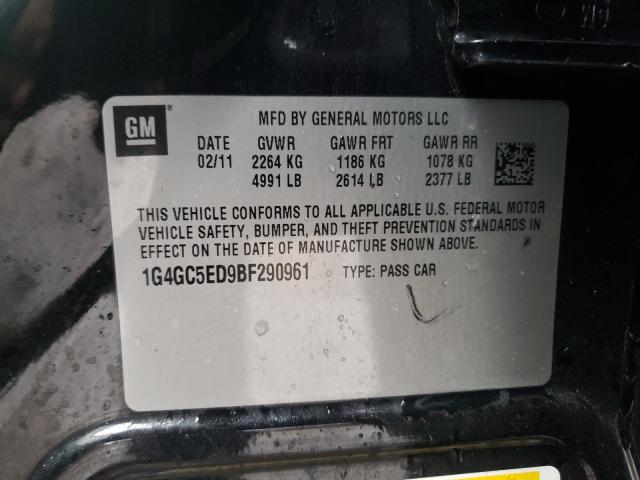 GM
MFD BY GENERAL MOTORS LLC
DATE GVWR GAWR FRT GAWR RR
02/11 2264 KG 1186 KG 1078 KG
4991 LB 2614 LB 2377 LB
THIS VEHICLE CONFORMS TO ALL APPLICABLE U.S. FEDERAL MOTOR
VEHICLE SAFETY, BUMPER, AND THEFT PREVENTION STANDARDS IN
EFFECT ON THE DATE OF MANUFACTURE SHOWN ABOVE.
1G4GC5ED9BF290961 TYPE: PASS CAR